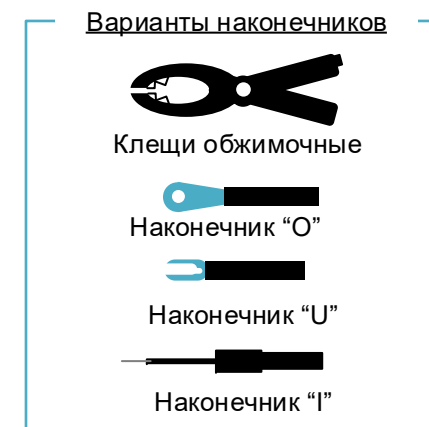 Варианты наконечников
Клещи обжимочные
Наконечник “O”
Наконечник “U”
Наконечник “I”